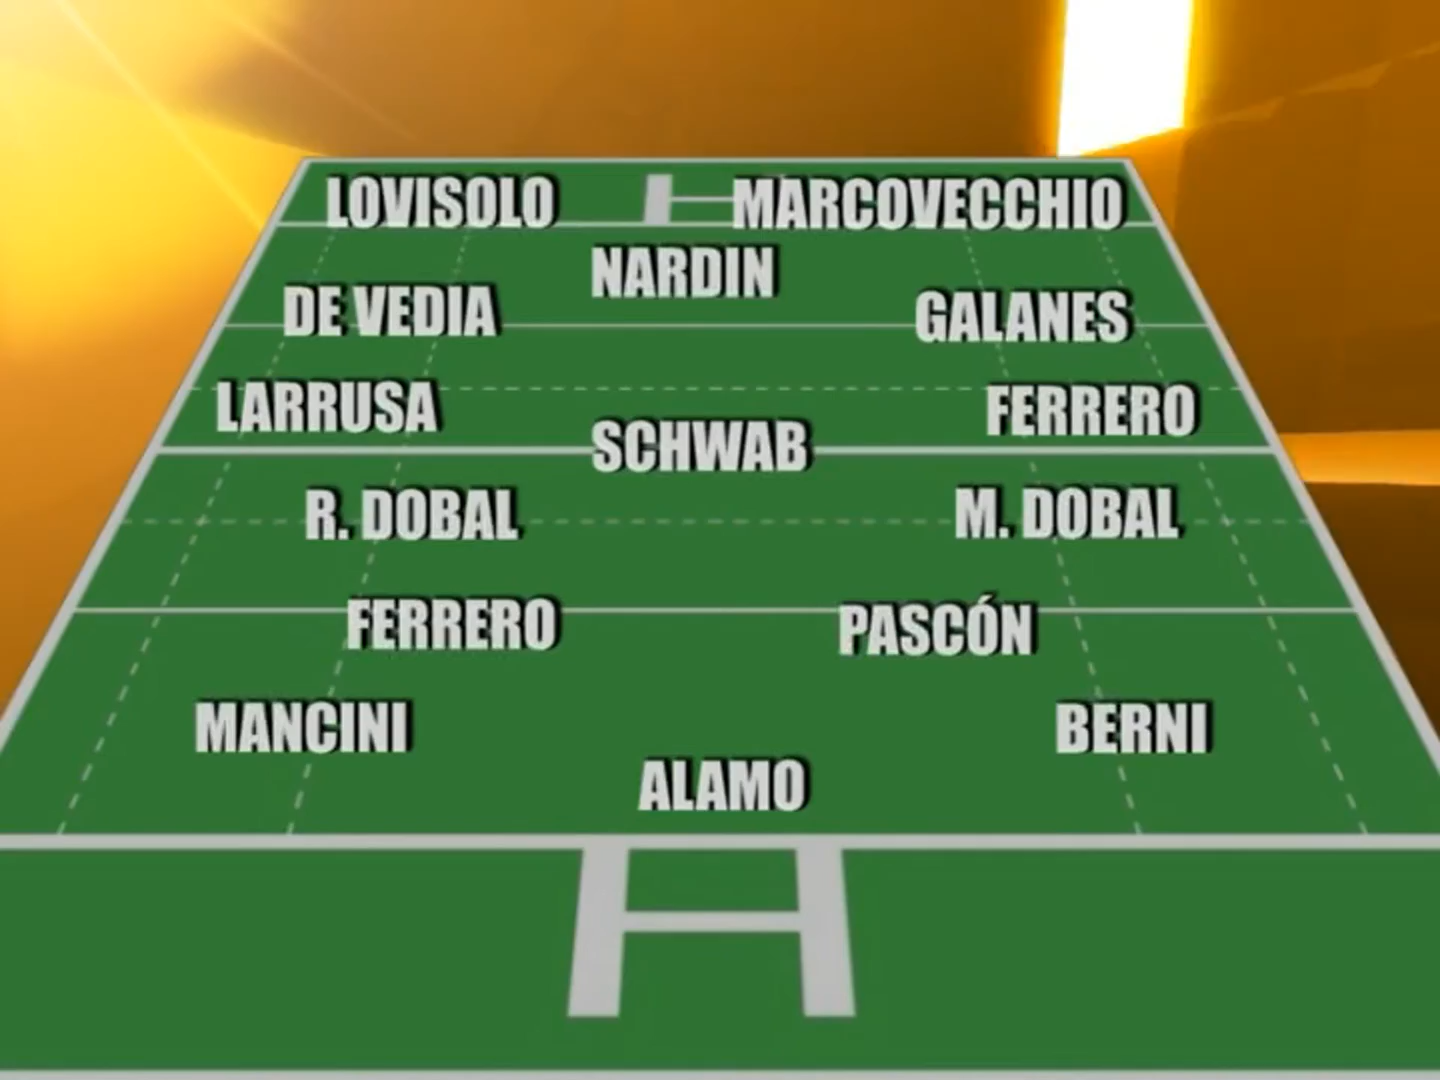 LOVISOLO MARCOVECCHIO
NARDIN
DE VEDIA GALANES
LARRUSA FERRERO
SCHWAB
R. DOBAL M. DOBAL
FERRERO PASCÓN
MANCINI BERNI
ALAMO